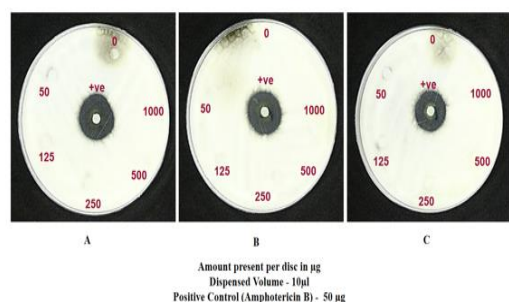 0
+ve
50
1000
125
500
250
0
+ve
50
1000
125
500
250
0
+ve
50
1000
125
500
250
A
B
C
Amount present per disc in µg
Dispensed Volume - 10µl
Positive Control (Amphotericin B) - 50 µg